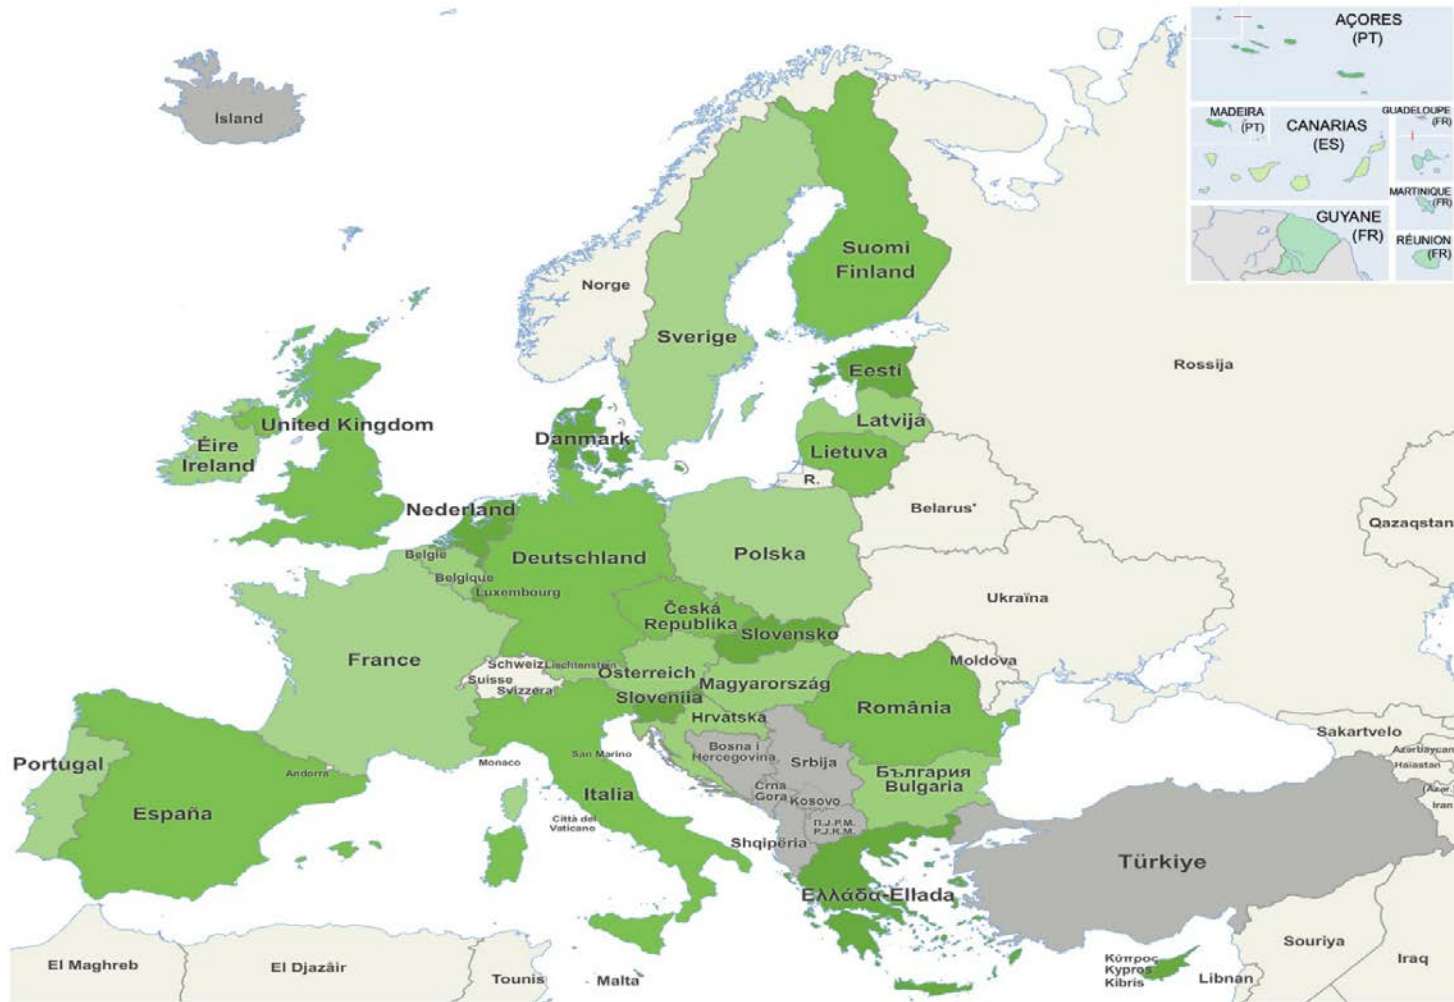 AÇORES
(PT)
MADEIRA
(PT)
CANARIAS
(ES)
GUADELOUPE
(FR)
MARTINIQUE
(FR)
GUYANE
(FR)
RÉUNION
(FR)
Ísland
Suomi
Finland
Norge
Sverige
Rossija
Eesti
Latvija
Lietuva
R.
United Kingdom
Éire
Ireland
Danmark
Nederland
Belarus'
Qazaqstan
België
Belgique
Luxembourg
Deutschland
Polska
Ukraïna
Česká
Republika
Slovensko
France
Schweiz
Suisse
Svizzera
Liechtenstein
Österreich
Magyarország
Moldova
Slovenija
Hrvatska
România
Portugal
España
Andorra
Monaco
San Marino
Italia
Città del
Vaticano
Bosna i
Hercegovina
Srbija
Crna
Gora
Kosovo
П.Ј.Р.М.
P.J.R.M.
Shqipëria
България
Bulgaria
Sakartvelo
Azərbaycan
Haïastan
(Azər.)
Iran
Türkiye
Ελλάδα-Ellada
El Maghreb
El Djazâir
Tounis
Malta
Κύπρος
Kypros
Kibris
Libnan
Souriya
Iraq